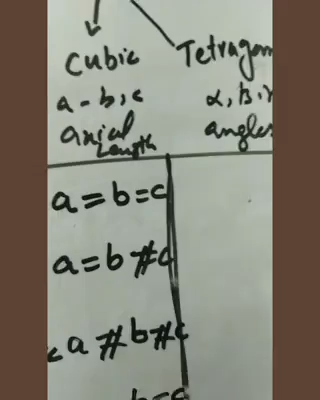 Cubic Tetragon
a - b, c α, β, γ
axial angles
Length
a = b = c
a = b ≠ c
a ≠ b ≠ c
b = c